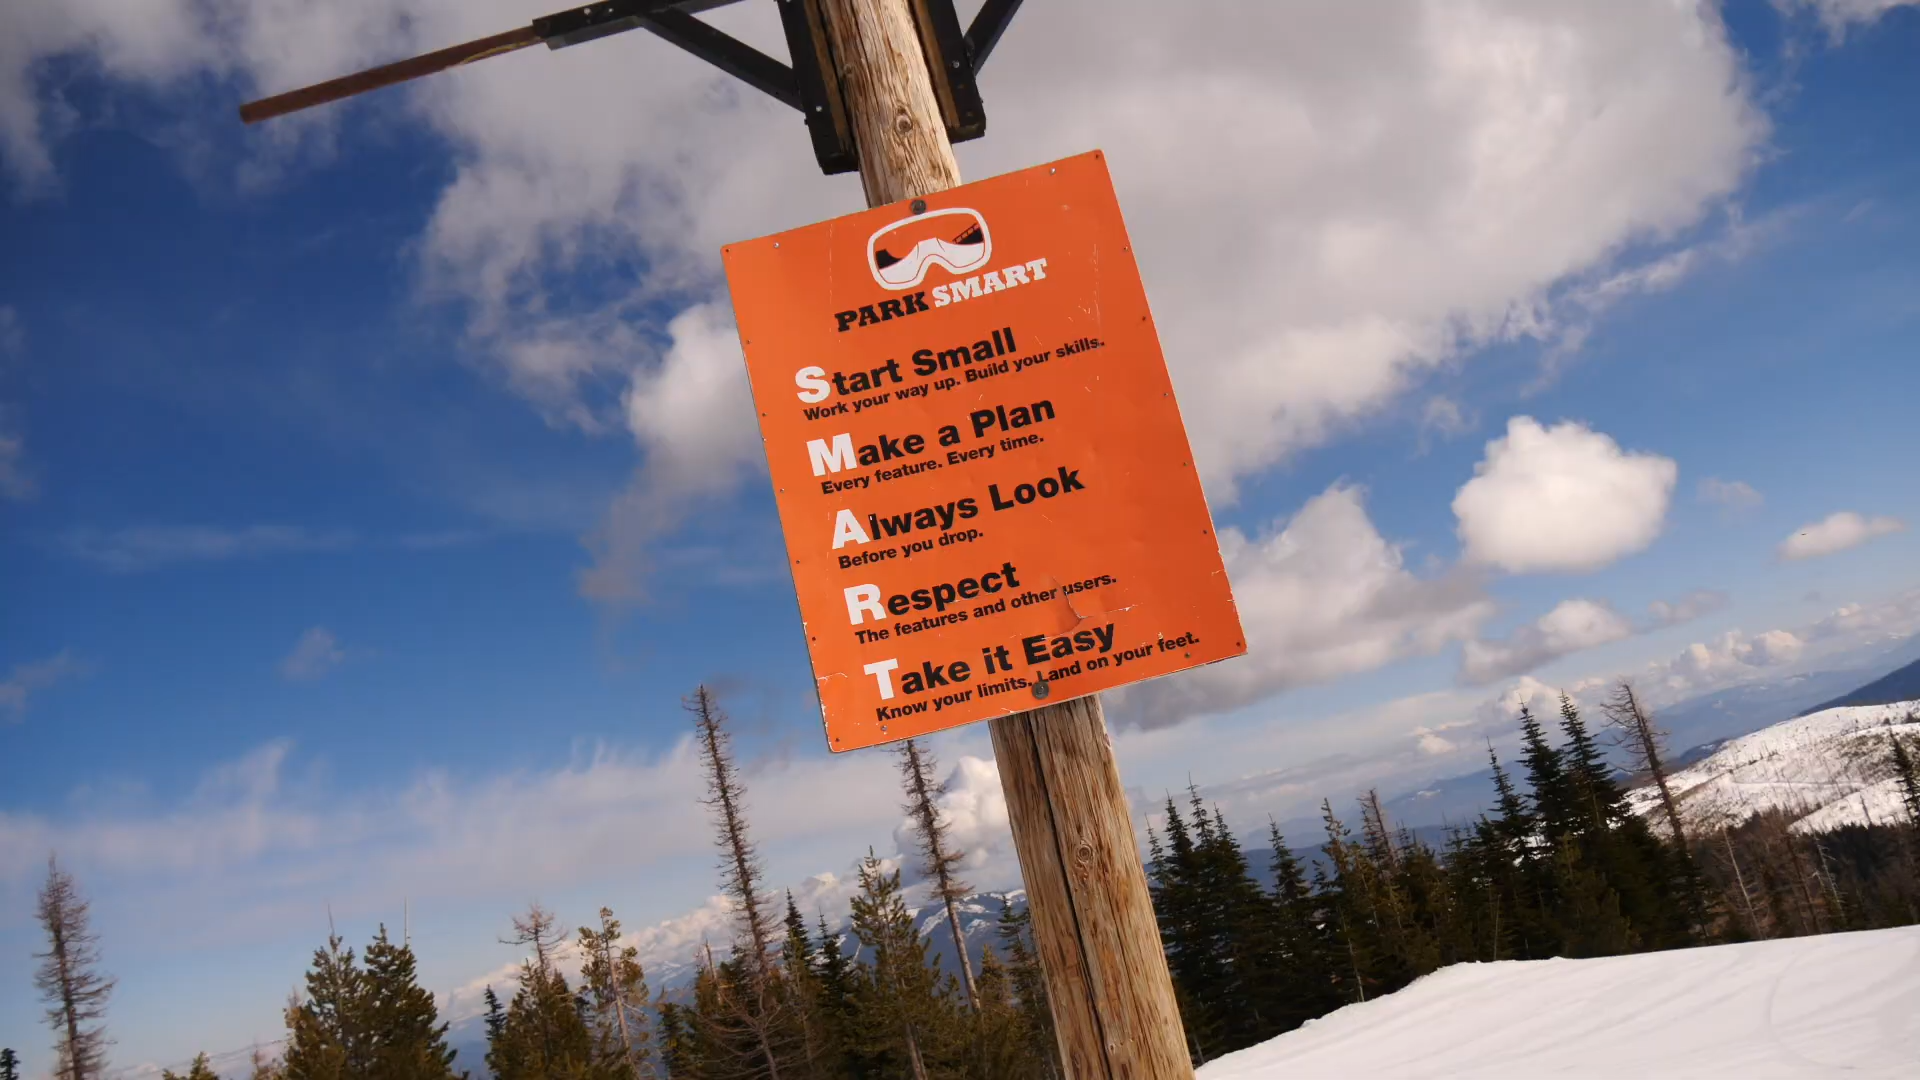 PARK SMART
Start Small
Work your way up. Build your skills.
Make a Plan
Every feature. Every time.
Always Look
Before you drop.
Respect
The features and other users.
Take it Easy
Know your limits. Land on your feet.